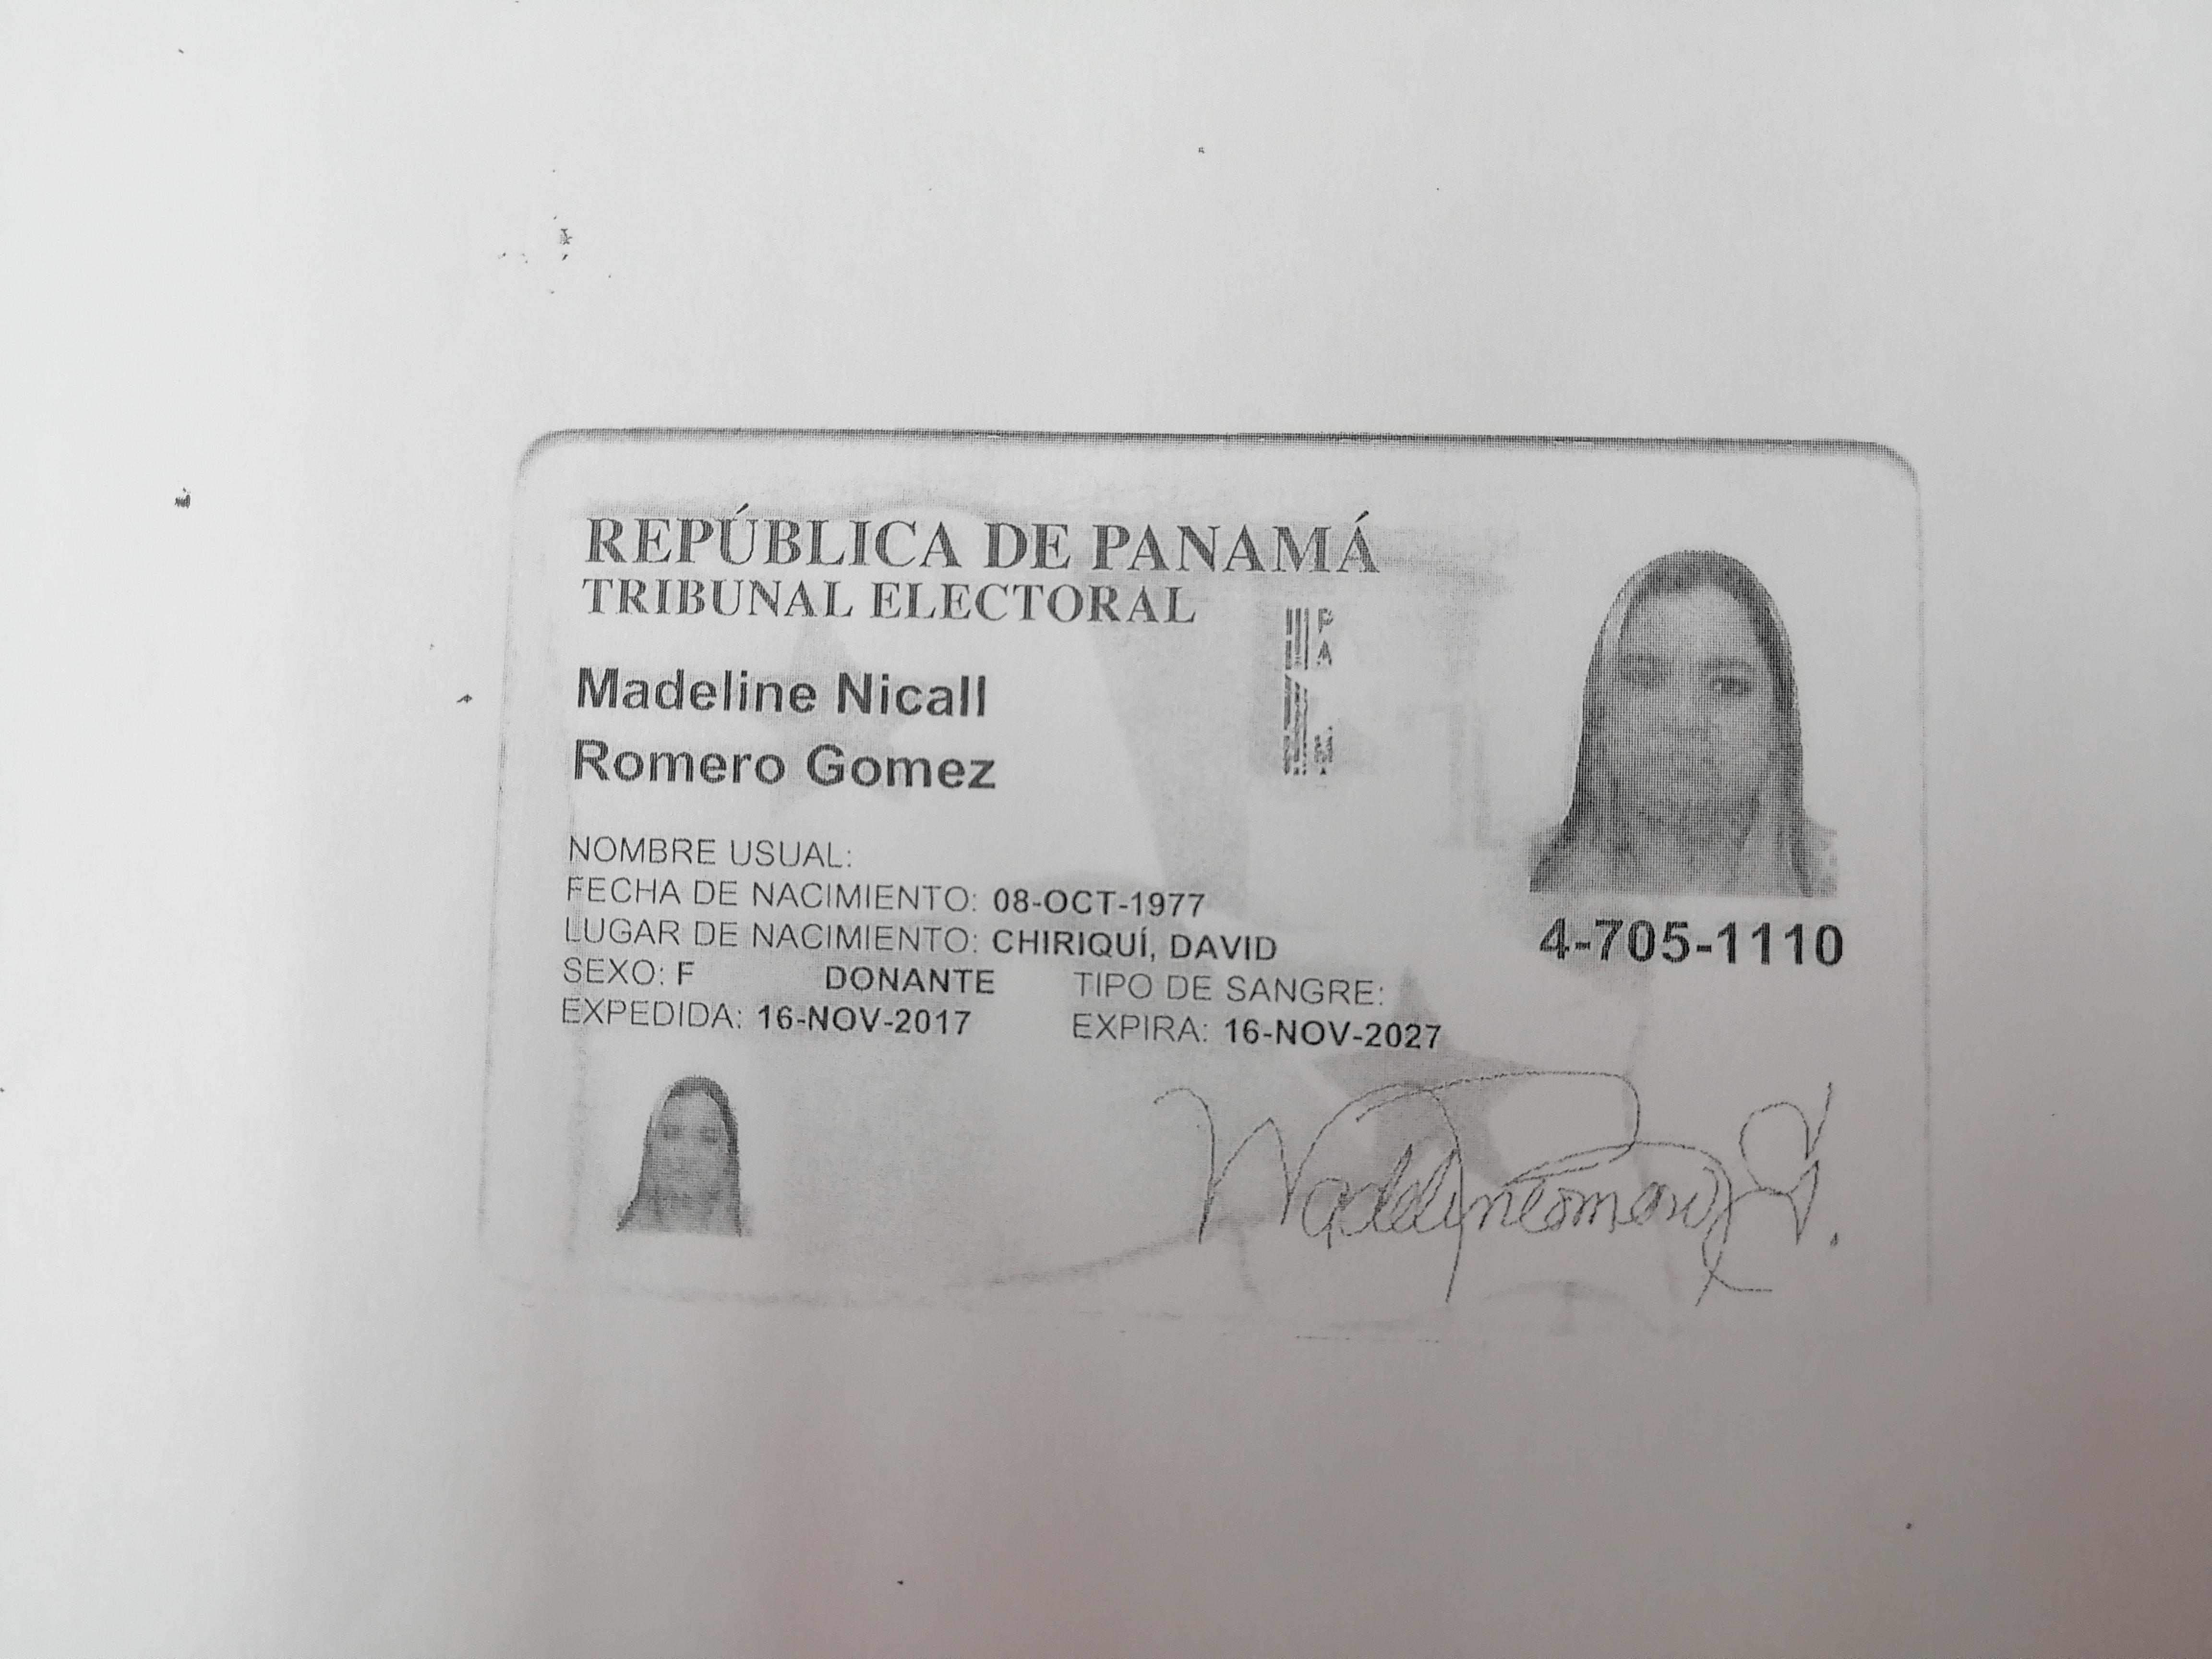 REPÚBLICA DE PANAMÁ
TRIBUNAL ELECTORAL
PA
M
Madeline Nicall
Romero Gomez
NOMBRE USUAL:
FECHA DE NACIMIENTO: 08-OCT-1977
LUGAR DE NACIMIENTO: CHIRIQUÍ, DAVID
4-705-1110
SEXO: F DONANTE TIPO DE SANGRE:
EXPEDIDA: 16-NOV-2017 EXPIRA: 16-NOV-2027